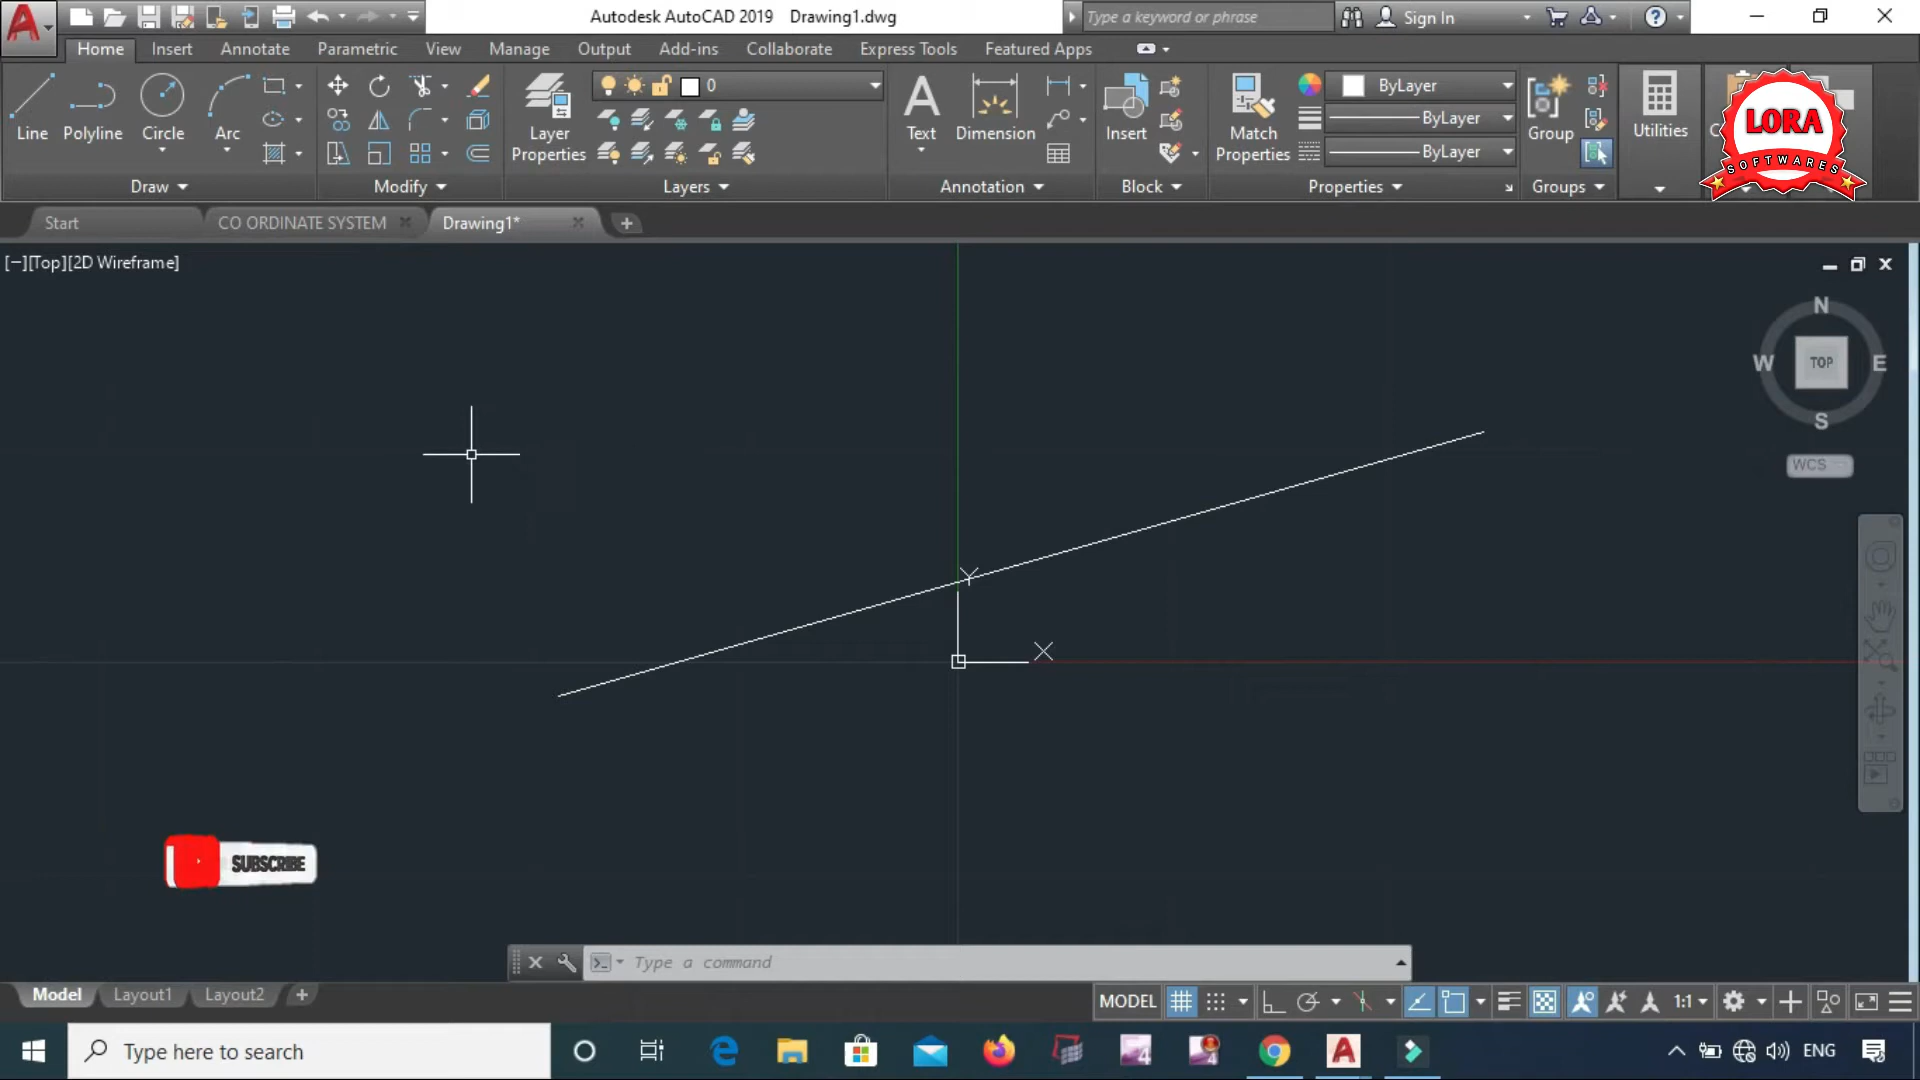 Autodesk AutoCAD 2019 Drawing1.dwg
Type a keyword or phrase
Sign In
Home Insert Annotate Parametric View Manage Output Add-ins Collaborate Express Tools Featured Apps
Line Polyline Circle Arc
Layer Properties
0
Text Dimension
Insert
Match Properties
ByLayer
ByLayer
ByLayer
Group
Utilities
LORA
SOFTWARES
Draw Modify Layers Annotation Block Properties Groups
Start CO ORDINATE SYSTEM Drawing1*
[−][Top][2D Wireframe]
N
W TOP E
S
WCS
Y
X
SUBSCRIBE
Type a command
Model Layout1 Layout2
MODEL 1:1
Type here to search
ENG